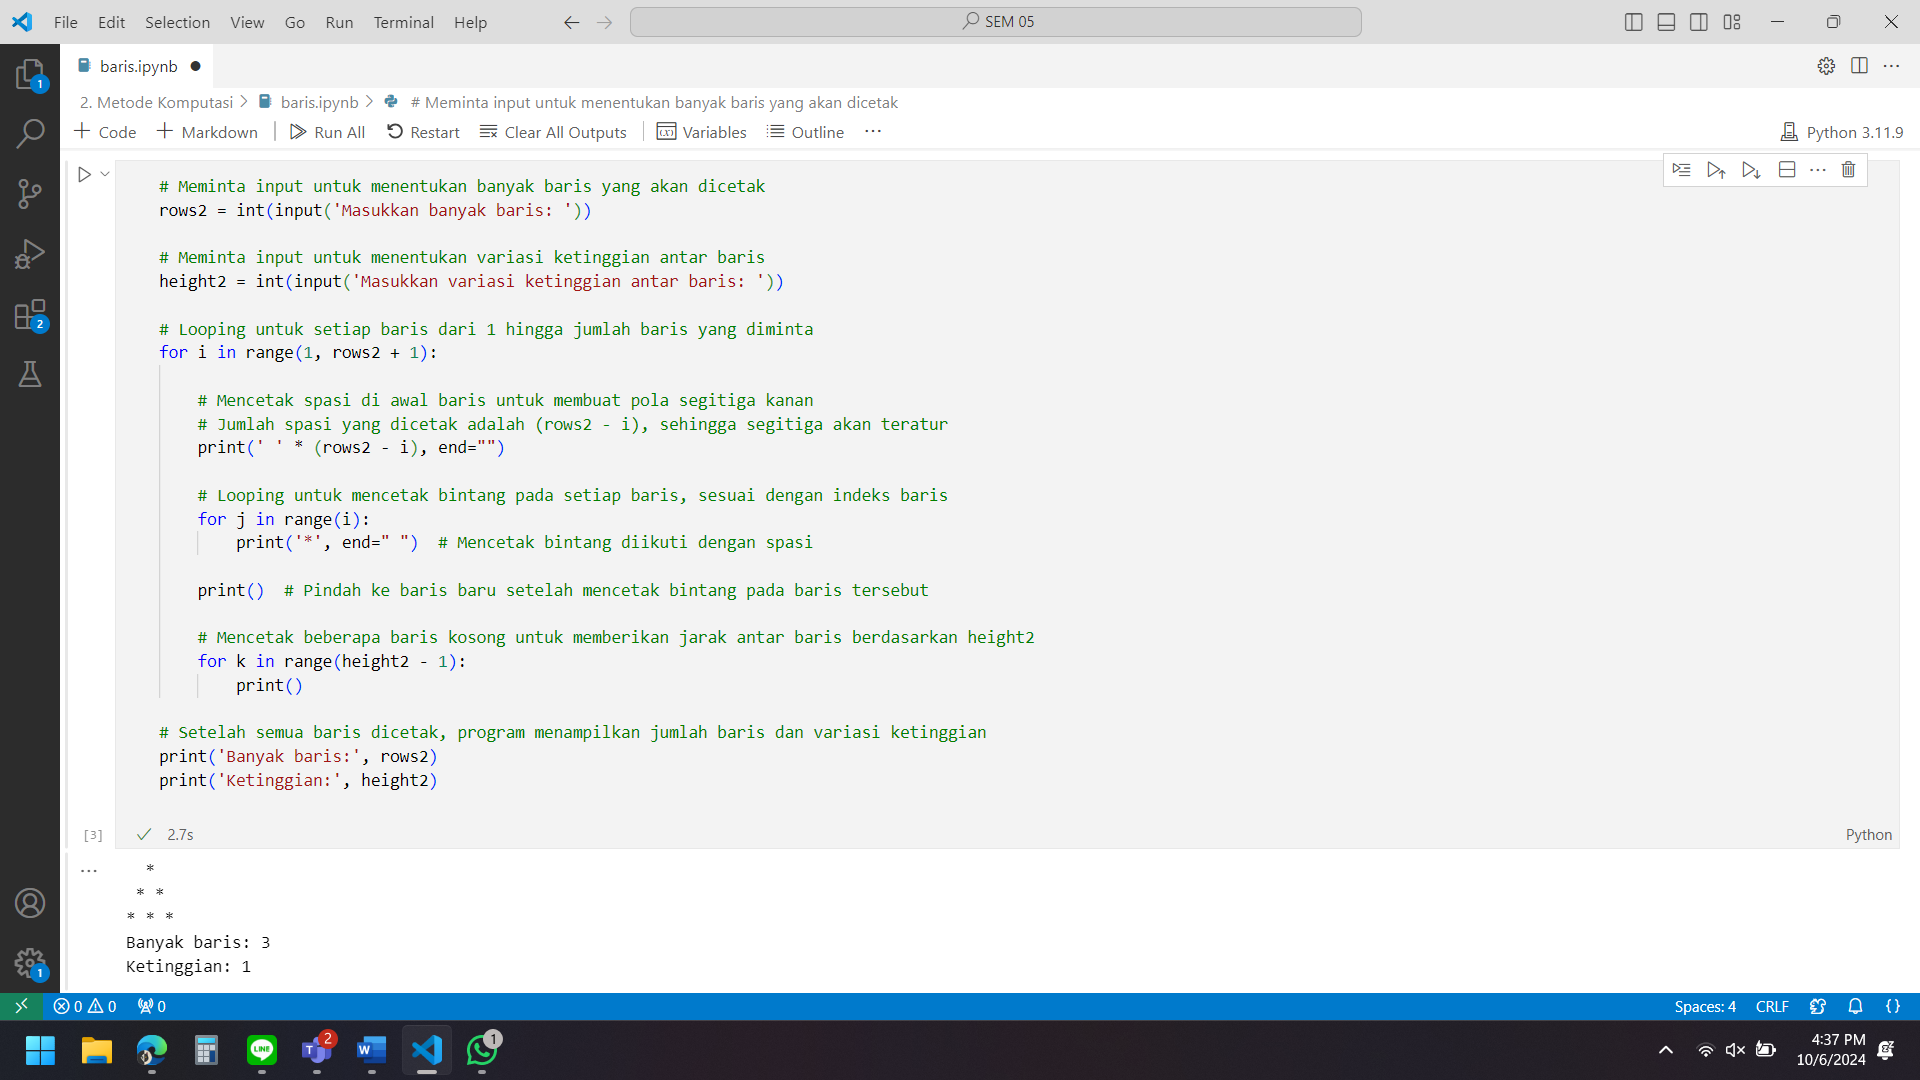 File Edit Selection View Go Run Terminal Help
SEM 05
baris.ipynb
2. Metode Komputasi > baris.ipynb > # Meminta input untuk menentukan banyak baris yang akan dicetak
+ Code + Markdown | Run All Restart Clear All Outputs | Variables Outline ...
Python 3.11.9
# Meminta input untuk menentukan banyak baris yang akan dicetak
rows2 = int(input('Masukkan banyak baris: '))
# Meminta input untuk menentukan variasi ketinggian antar baris
height2 = int(input('Masukkan variasi ketinggian antar baris: '))
# Looping untuk setiap baris dari 1 hingga jumlah baris yang diminta
for i in range(1, rows2 + 1):
    # Mencetak spasi di awal baris untuk membuat pola segitiga kanan
    # Jumlah spasi yang dicetak adalah (rows2 - i), sehingga segitiga akan teratur
    print(' ' * (rows2 - i), end="")
    # Looping untuk mencetak bintang pada setiap baris, sesuai dengan indeks baris
    for j in range(i):
        print('*', end=" ")  # Mencetak bintang diikuti dengan spasi
    print()  # Pindah ke baris baru setelah mencetak bintang pada baris tersebut
    # Mencetak beberapa baris kosong untuk memberikan jarak antar baris berdasarkan height2
    for k in range(height2 - 1):
        print()
# Setelah semua baris dicetak, program menampilkan jumlah baris dan variasi ketinggian
print('Banyak baris:', rows2)
print('Ketinggian:', height2)
[3] ✓ 2.7s
Python
...
  *
 * *
* * *
Banyak baris: 3
Ketinggian: 1
1
2
1
0 0 0
Spaces: 4 CRLF {}
LINE
T 2
W
1
4:37 PM
10/6/2024